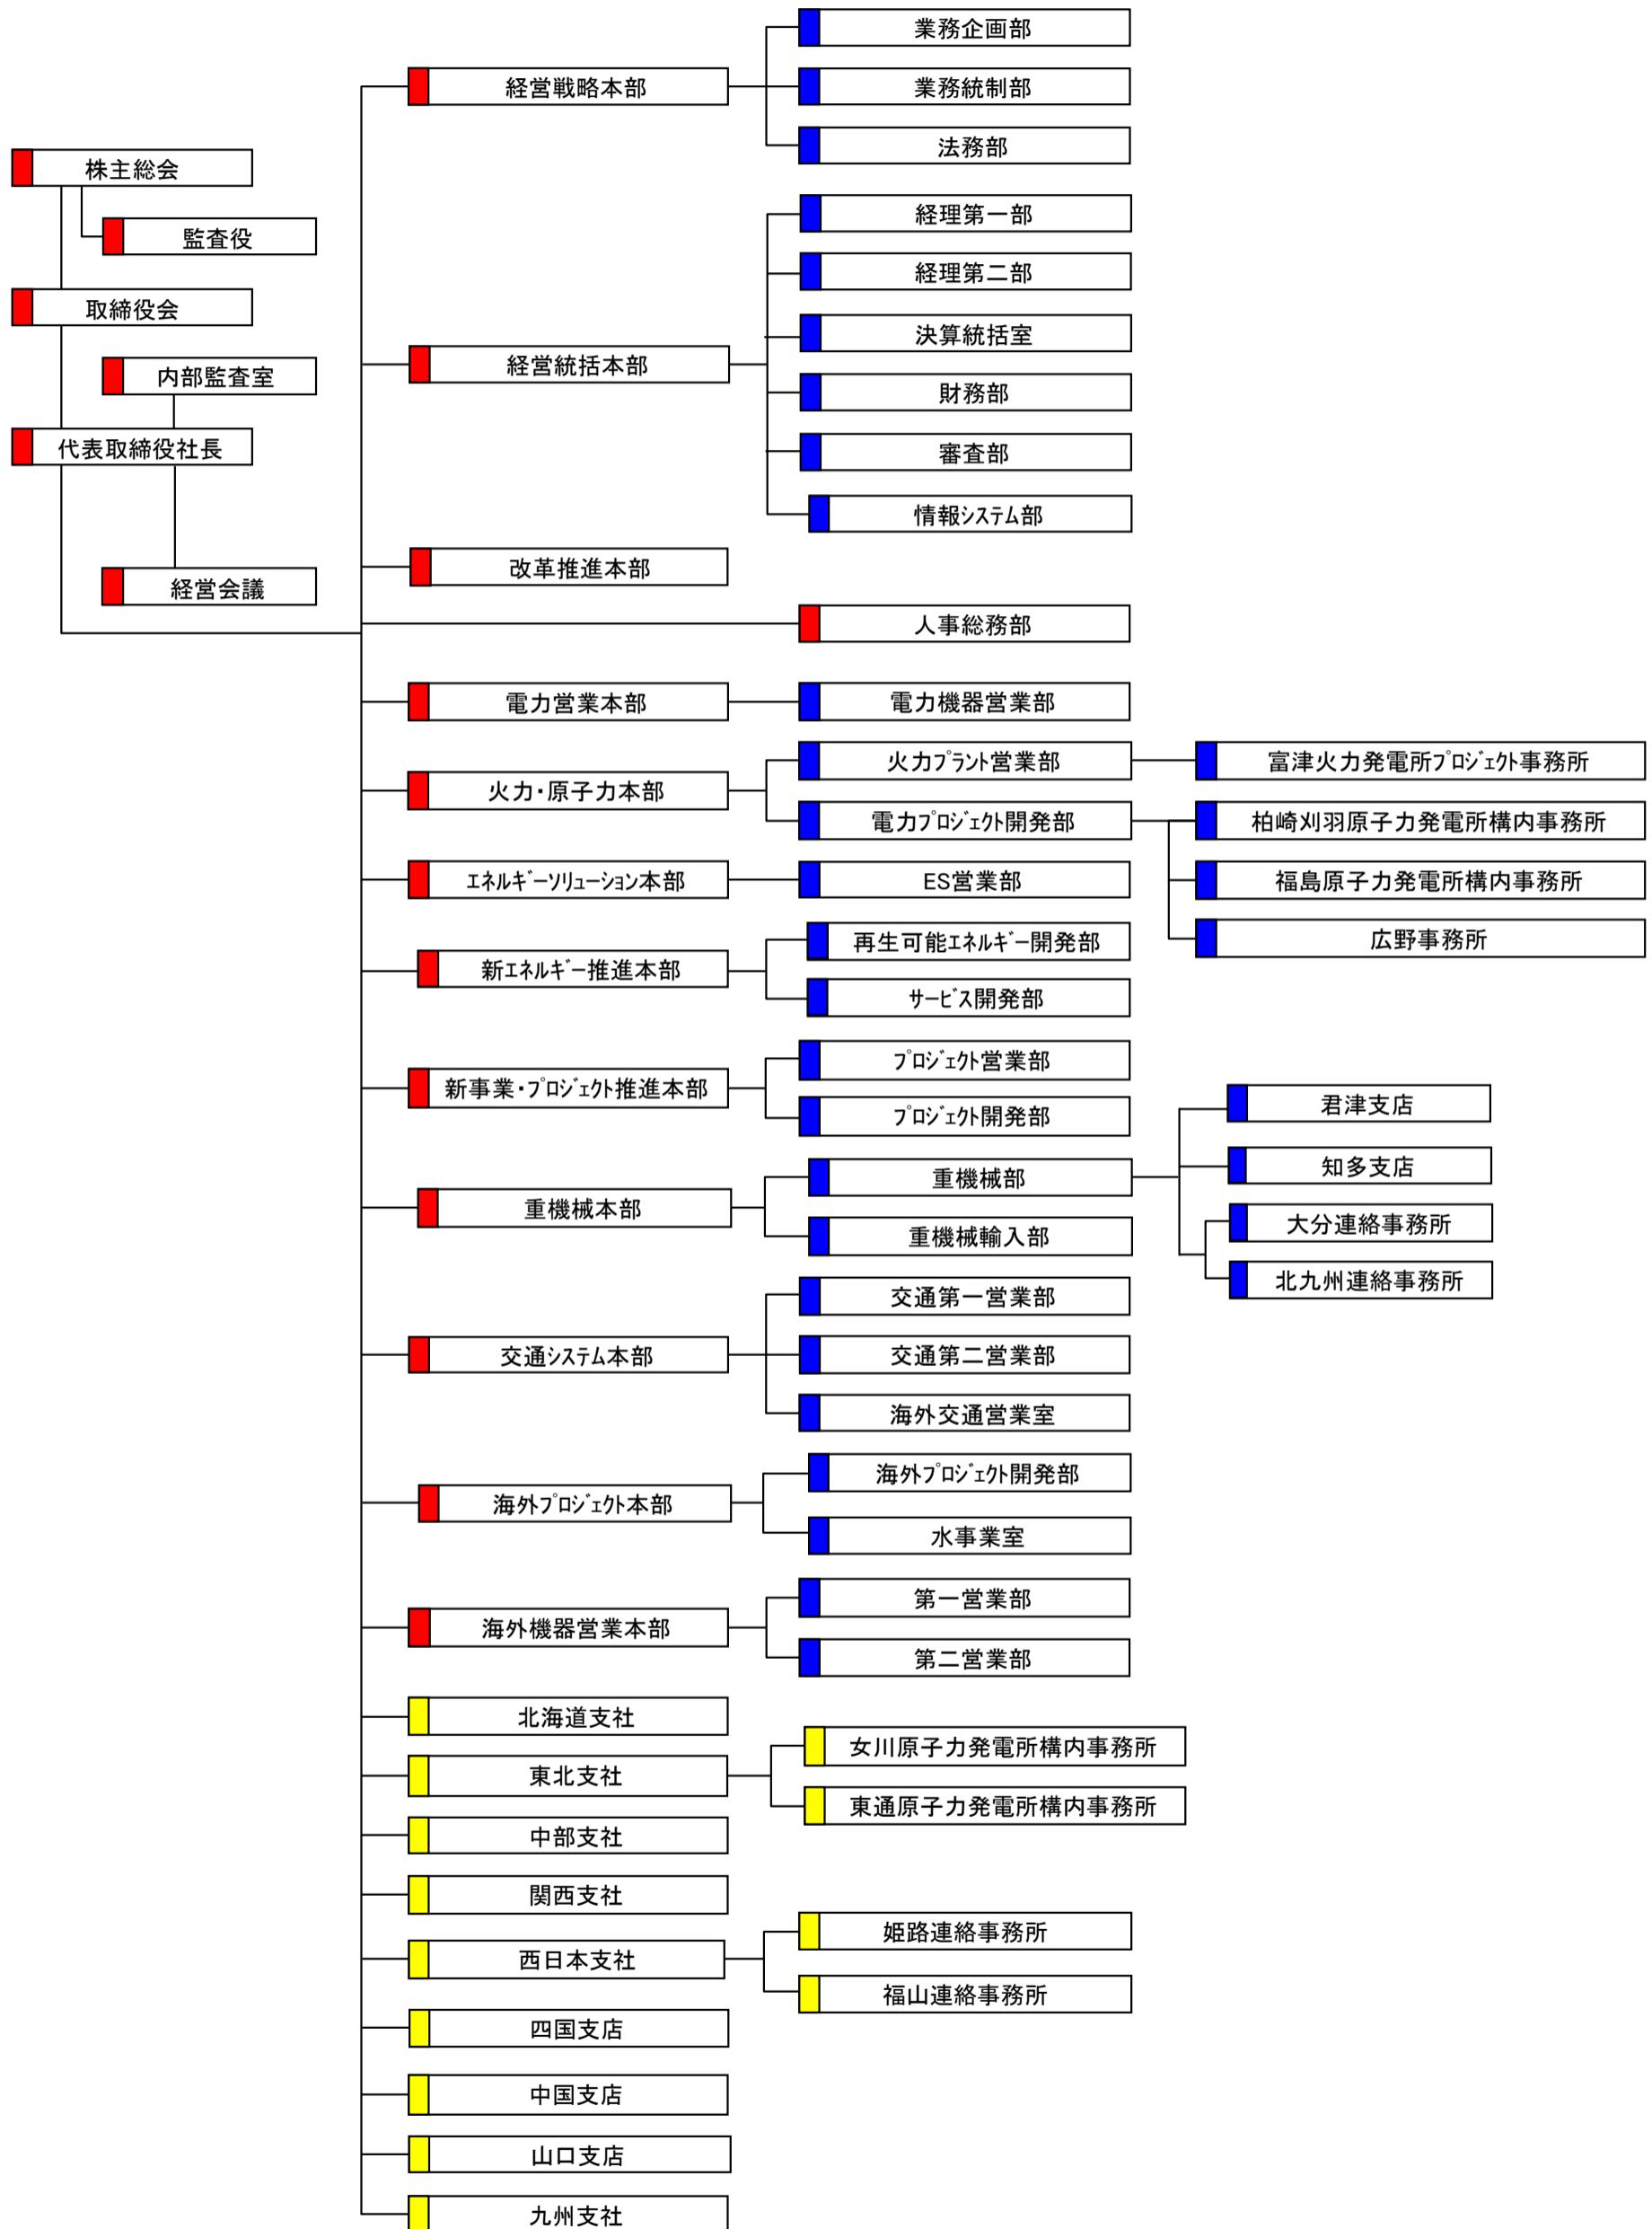 株主総会
監査役
取締役会
内部監査室
代表取締役社長
経営会議
経営戦略本部
業務企画部
業務統制部
法務部
経営統括本部
経理第一部
経理第二部
決算統括室
財務部
審査部
情報ｼｽﾃﾑ部
改革推進本部
人事総務部
電力営業本部
電力機器営業部
火力・原子力本部
火力ﾌﾟﾗﾝﾄ営業部
富津火力発電所ﾌﾟﾛｼﾞｪｸﾄ事務所
電力ﾌﾟﾛｼﾞｪｸﾄ開発部
柏崎刈羽原子力発電所構内事務所
福島原子力発電所構内事務所
広野事務所
ｴﾈﾙｷﾞｰｿﾘｭｰｼｮﾝ本部
ES営業部
新ｴﾈﾙｷﾞｰ推進本部
再生可能ｴﾈﾙｷﾞｰ開発部
ｻｰﾋﾞｽ開発部
新事業・ﾌﾟﾛｼﾞｪｸﾄ推進本部
ﾌﾟﾛｼﾞｪｸﾄ営業部
ﾌﾟﾛｼﾞｪｸﾄ開発部
重機械本部
重機械部
君津支店
知多支店
大分連絡事務所
北九州連絡事務所
重機械輸入部
交通ｼｽﾃﾑ本部
交通第一営業部
交通第二営業部
海外交通営業室
海外ﾌﾟﾛｼﾞｪｸﾄ本部
海外ﾌﾟﾛｼﾞｪｸﾄ開発部
水事業室
海外機器営業本部
第一営業部
第二営業部
北海道支社
東北支社
女川原子力発電所構内事務所
東通原子力発電所構内事務所
中部支社
関西支社
西日本支社
姫路連絡事務所
福山連絡事務所
四国支店
中国支店
山口支店
九州支社